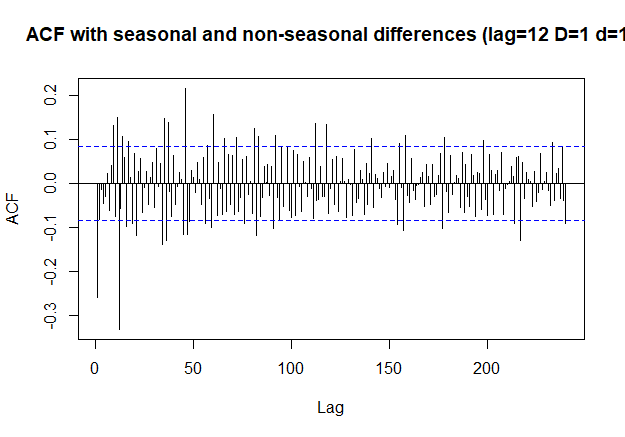 ACF with seasonal and non-seasonal differences (lag=12 D=1 d=1
0.2
0.1
0.0
-0.1
-0.2
-0.3
ACF
0 50 100 150 200
Lag